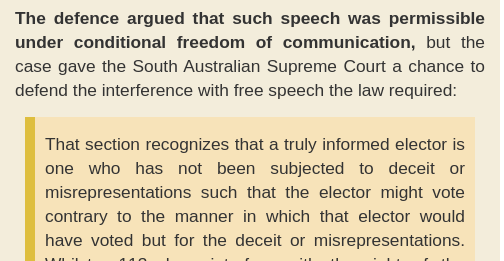 The defence argued that such speech was permissible
under conditional freedom of communication, but the
case gave the South Australian Supreme Court a chance to
defend the interference with free speech the law required:
That section recognizes that a truly informed elector is
one who has not been subjected to deceit or
misrepresentations such that the elector might vote
contrary to the manner in which that elector would
have voted but for the deceit or misrepresentations.